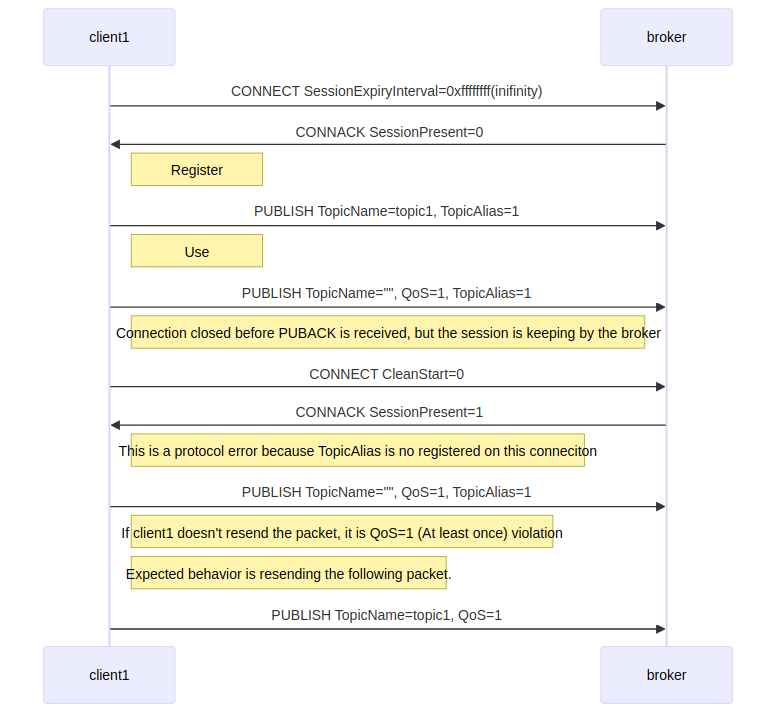 client1 broker
CONNECT SessionExpiryInterval=0xffffffff(inifinity)
CONNACK SessionPresent=0
Register
PUBLISH TopicName=topic1, TopicAlias=1
Use
PUBLISH TopicName="", QoS=1, TopicAlias=1
Connection closed before PUBACK is received, but the session is keeping by the broker
CONNECT CleanStart=0
CONNACK SessionPresent=1
This is a protocol error because TopicAlias is no registered on this conneciton
PUBLISH TopicName="", QoS=1, TopicAlias=1
If client1 doesn't resend the packet, it is QoS=1 (At least once) violation
Expected behavior is resending the following packet.
PUBLISH TopicName=topic1, QoS=1
client1 broker